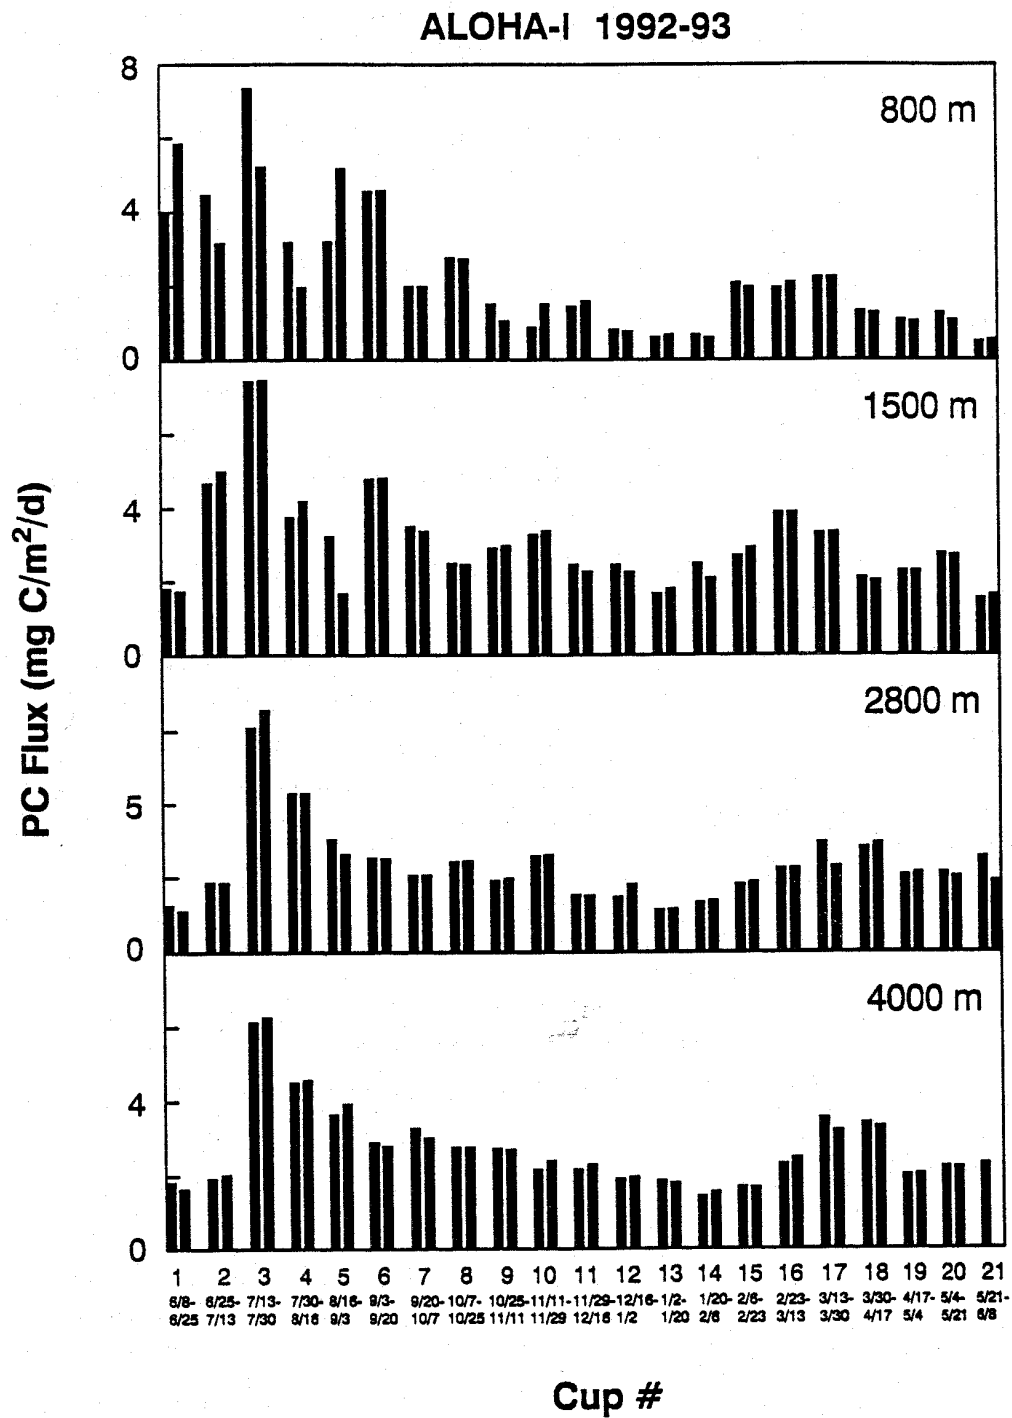 ALOHA-I 1992-93
8
800 m
4
0
1500 m
4
0
PC Flux (mg C/m²/d)
2800 m
5
0
4000 m
4
0
1 2 3 4 5 6 7 8 9 10 11 12 13 14 15 16 17 18 19 20 21
6/8- 6/25- 7/13- 7/30- 8/16- 9/3- 9/20- 10/7- 10/25- 11/11- 11/29- 12/16- 1/2- 1/20- 2/6- 2/23- 3/13- 3/30- 4/17- 5/4- 5/21-
6/25 7/13 7/30 8/16 9/3 9/20 10/7 10/25 11/11 11/29 12/16 1/2 1/20 2/6 2/23 3/13 3/30 4/17 5/4 5/21 6/8
Cup #